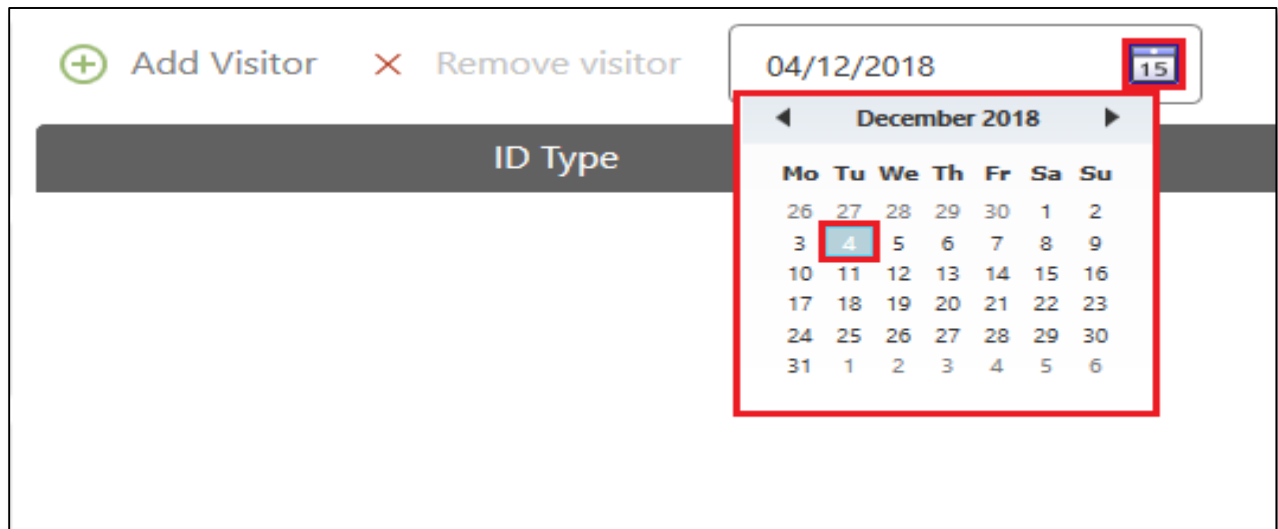 Add Visitor Remove visitor 04/12/2018 15
December 2018
ID Type
Mo Tu We Th Fr Sa Su
26 27 28 29 30 1 2
3 4 5 6 7 8 9
10 11 12 13 14 15 16
17 18 19 20 21 22 23
24 25 26 27 28 29 30
31 1 2 3 4 5 6